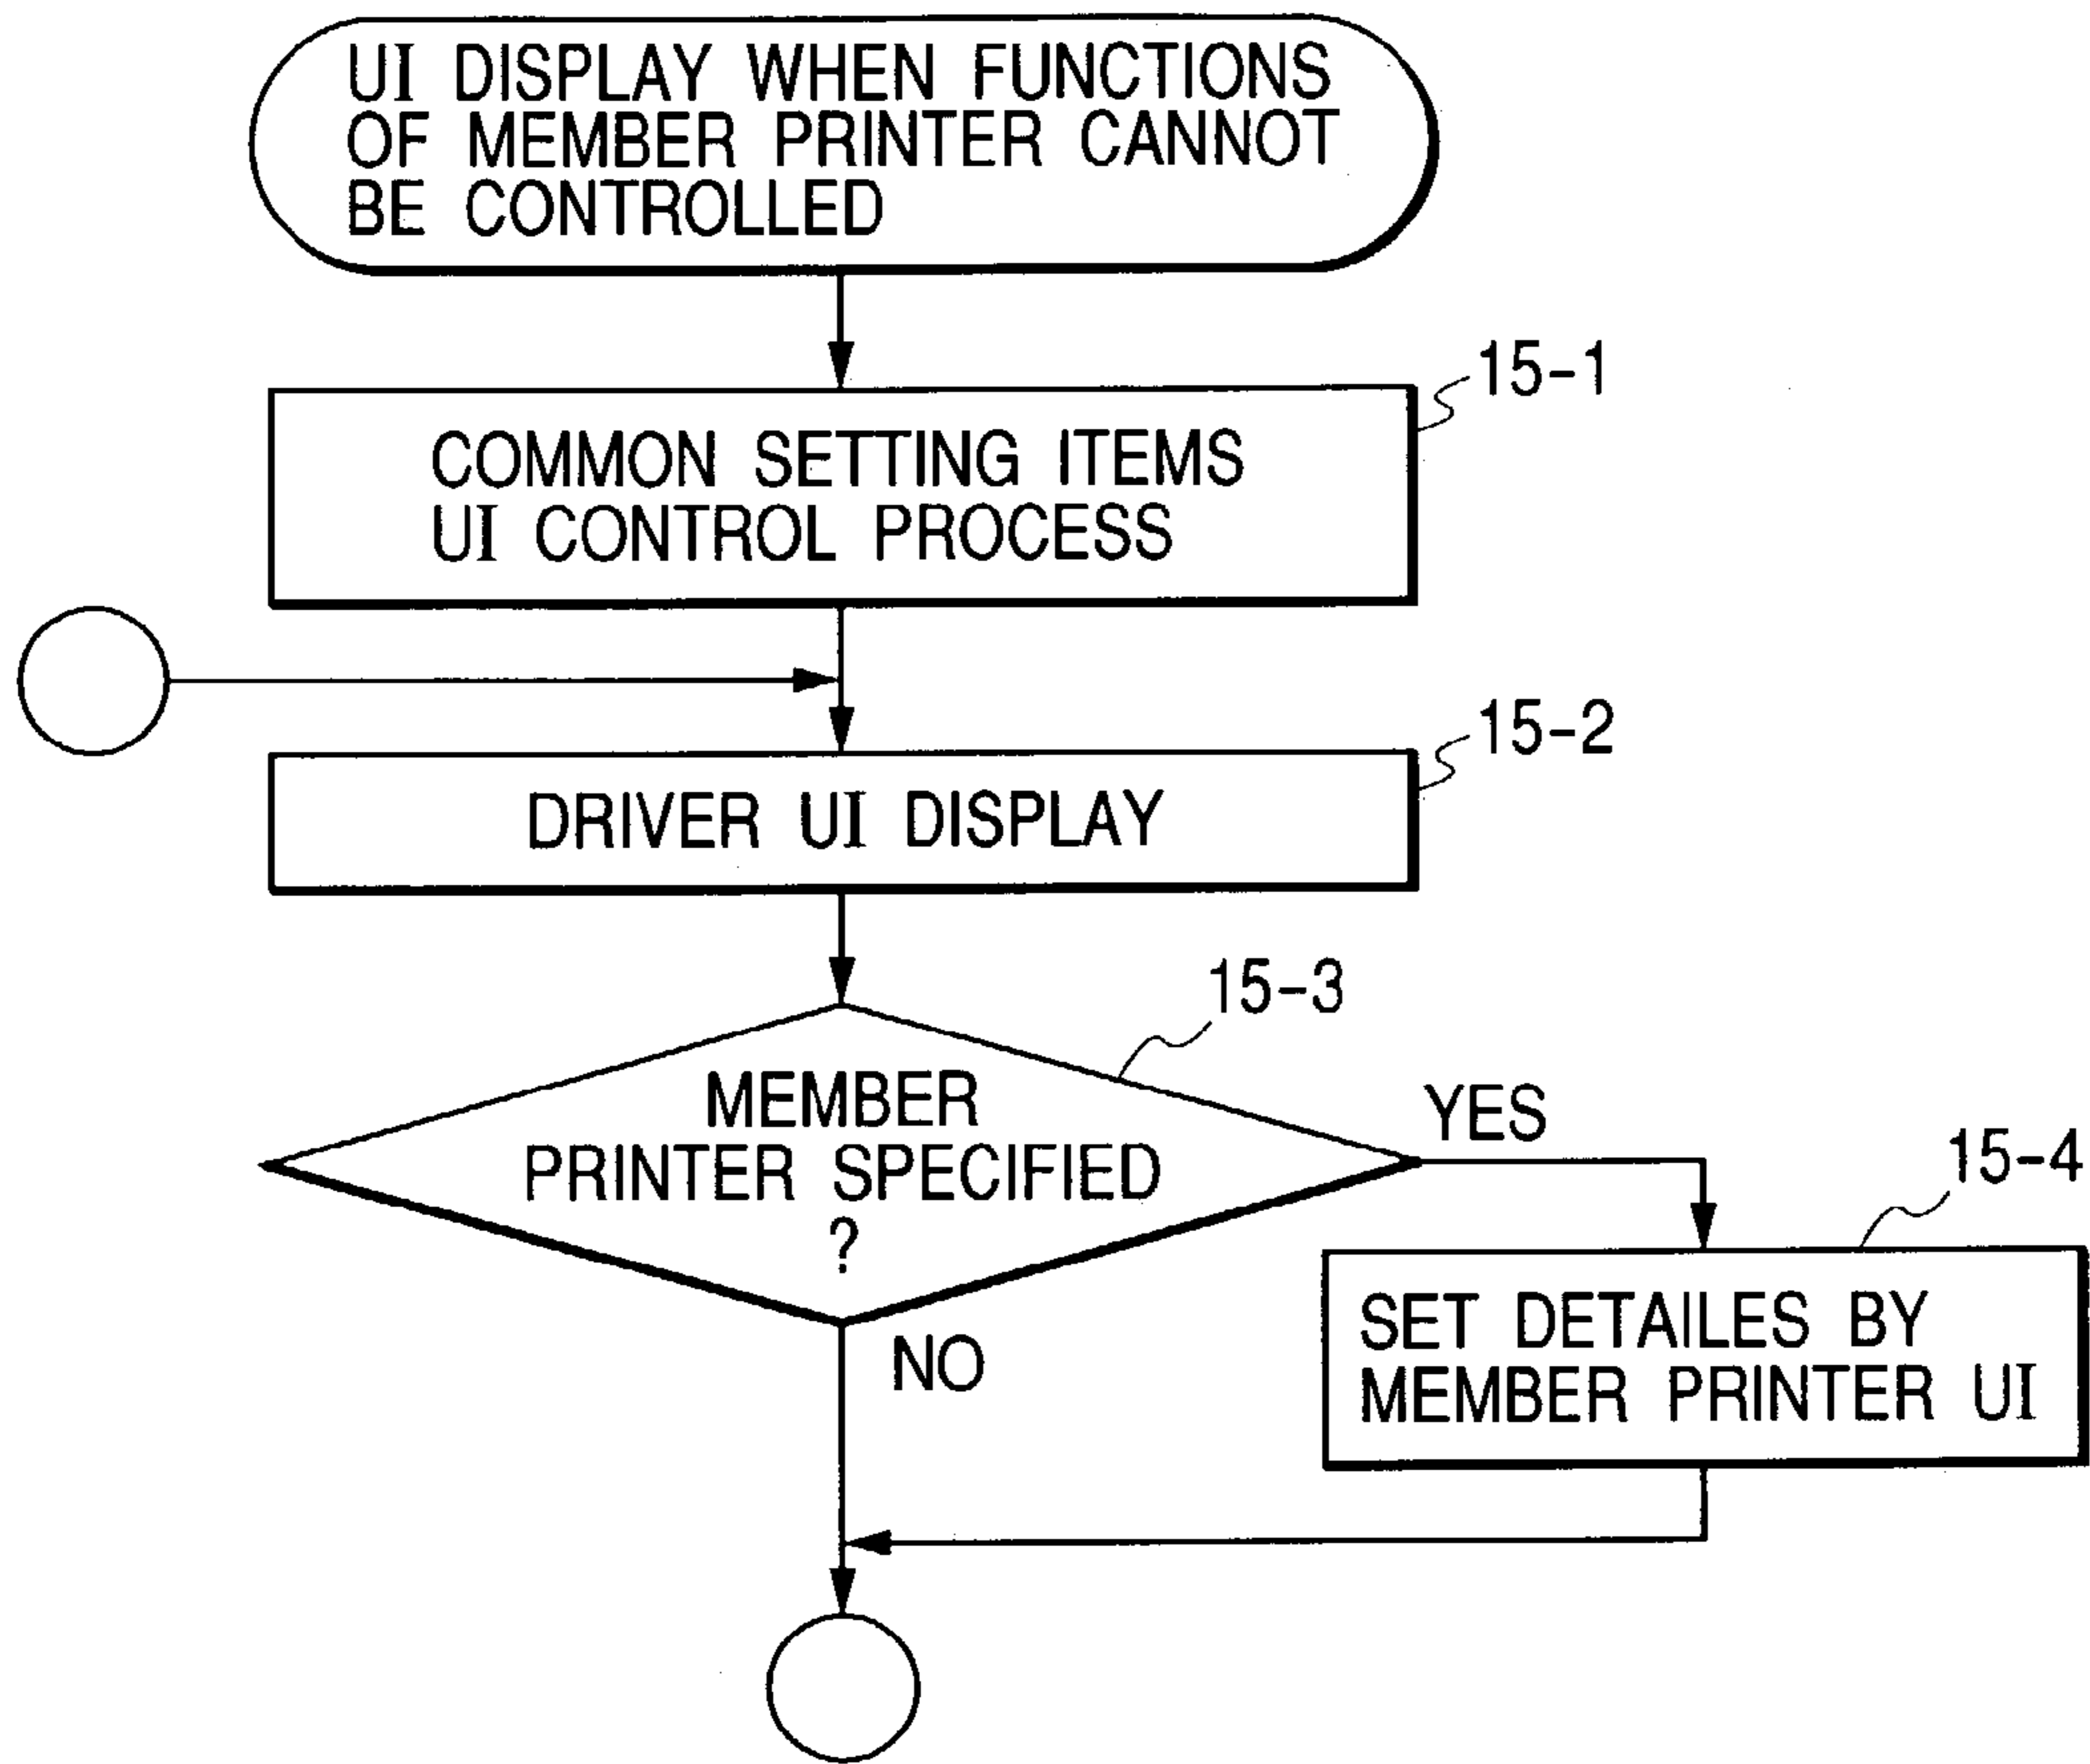 UI DISPLAY WHEN FUNCTIONS
OF MEMBER PRINTER CANNOT
BE CONTROLLED
15-1
COMMON SETTING ITEMS
UI CONTROL PROCESS
15-2
DRIVER UI DISPLAY
15-3
MEMBER
PRINTER SPECIFIED
?
YES
15-4
SET DETAILES BY
MEMBER PRINTER UI
NO